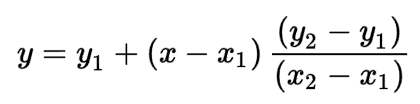 y = y₁ + (x − x₁) (y₂ − y₁) / (x₂ − x₁)